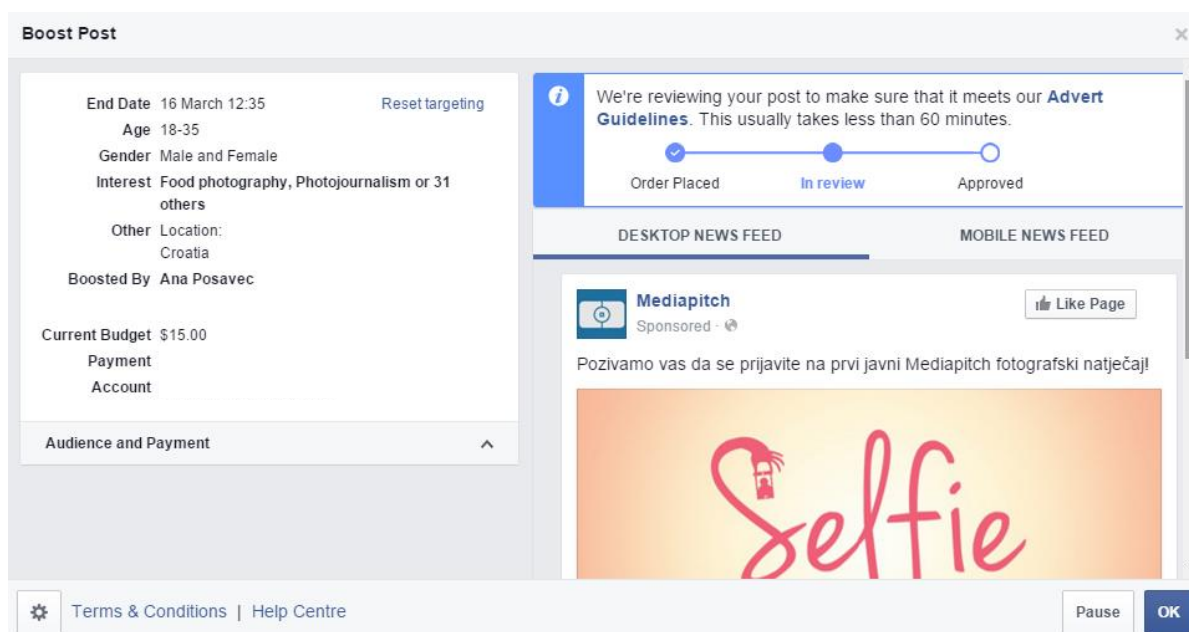 Boost Post
End Date 16 March 12:35 Reset targeting
Age 18-35
Gender Male and Female
Interest Food photography, Photojournalism or 31
others
Other Location:
Croatia
Boosted By Ana Posavec
Current Budget $15.00
Payment
Account
Audience and Payment
We're reviewing your post to make sure that it meets our Advert
Guidelines. This usually takes less than 60 minutes.
Order Placed In review Approved
DESKTOP NEWS FEED MOBILE NEWS FEED
Mediapitch
Like Page
Sponsored ·
Pozivamo vas da se prijavite na prvi javni Mediapitch fotografski natječaj!
Selfie
Terms & Conditions | Help Centre
Pause OK